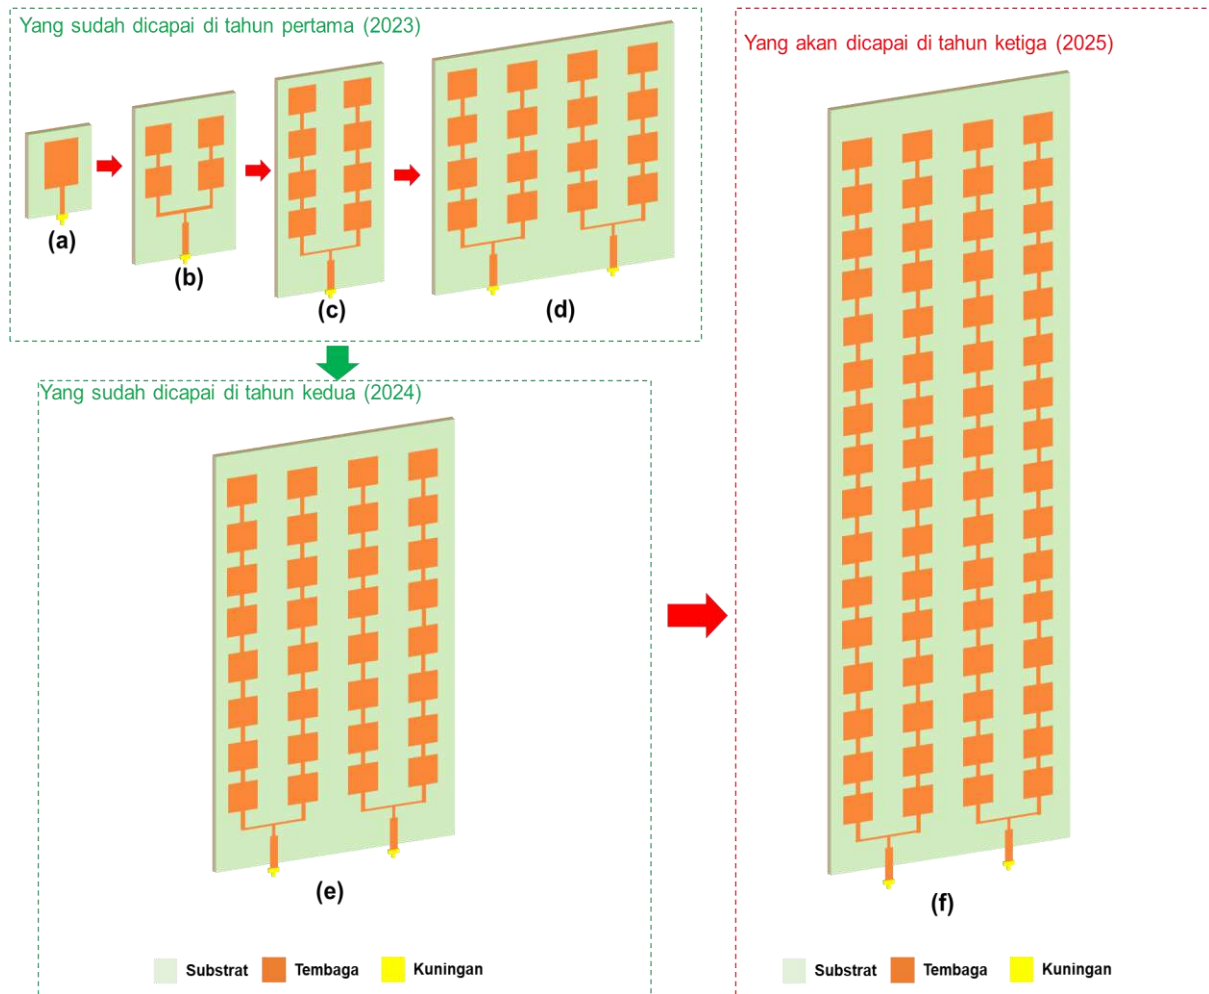 Yang sudah dicapai di tahun pertama (2023)
(a)
(b)
(c)
(d)
Yang sudah dicapai di tahun kedua (2024)
(e)
Substrat Tembaga Kuningan
Yang akan dicapai di tahun ketiga (2025)
(f)
Substrat Tembaga Kuningan